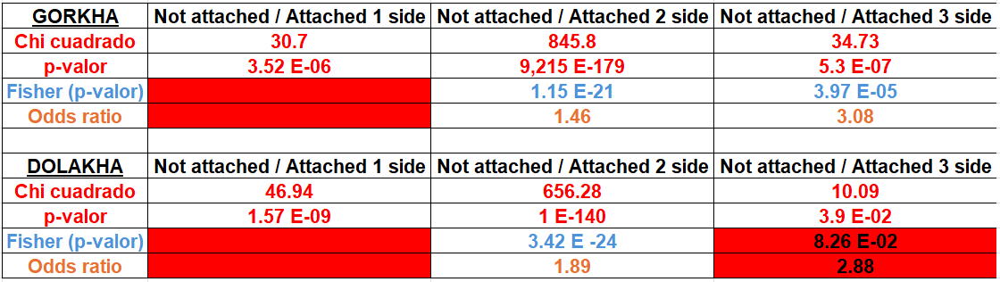 GORKHA Not attached / Attached 1 side Not attached / Attached 2 side Not attached / Attached 3 side
Chi cuadrado 30.7 845.8 34.73
p-valor 3.52 E-06 9,215 E-179 5.3 E-07
Fisher (p-valor) 1.15 E-21 3.97 E-05
Odds ratio 1.46 3.08
DOLAKHA Not attached / Attached 1 side Not attached / Attached 2 side Not attached / Attached 3 side
Chi cuadrado 46.94 656.28 10.09
p-valor 1.57 E-09 1 E-140 3.9 E-02
Fisher (p-valor) 3.42 E -24 8.26 E-02
Odds ratio 1.89 2.88